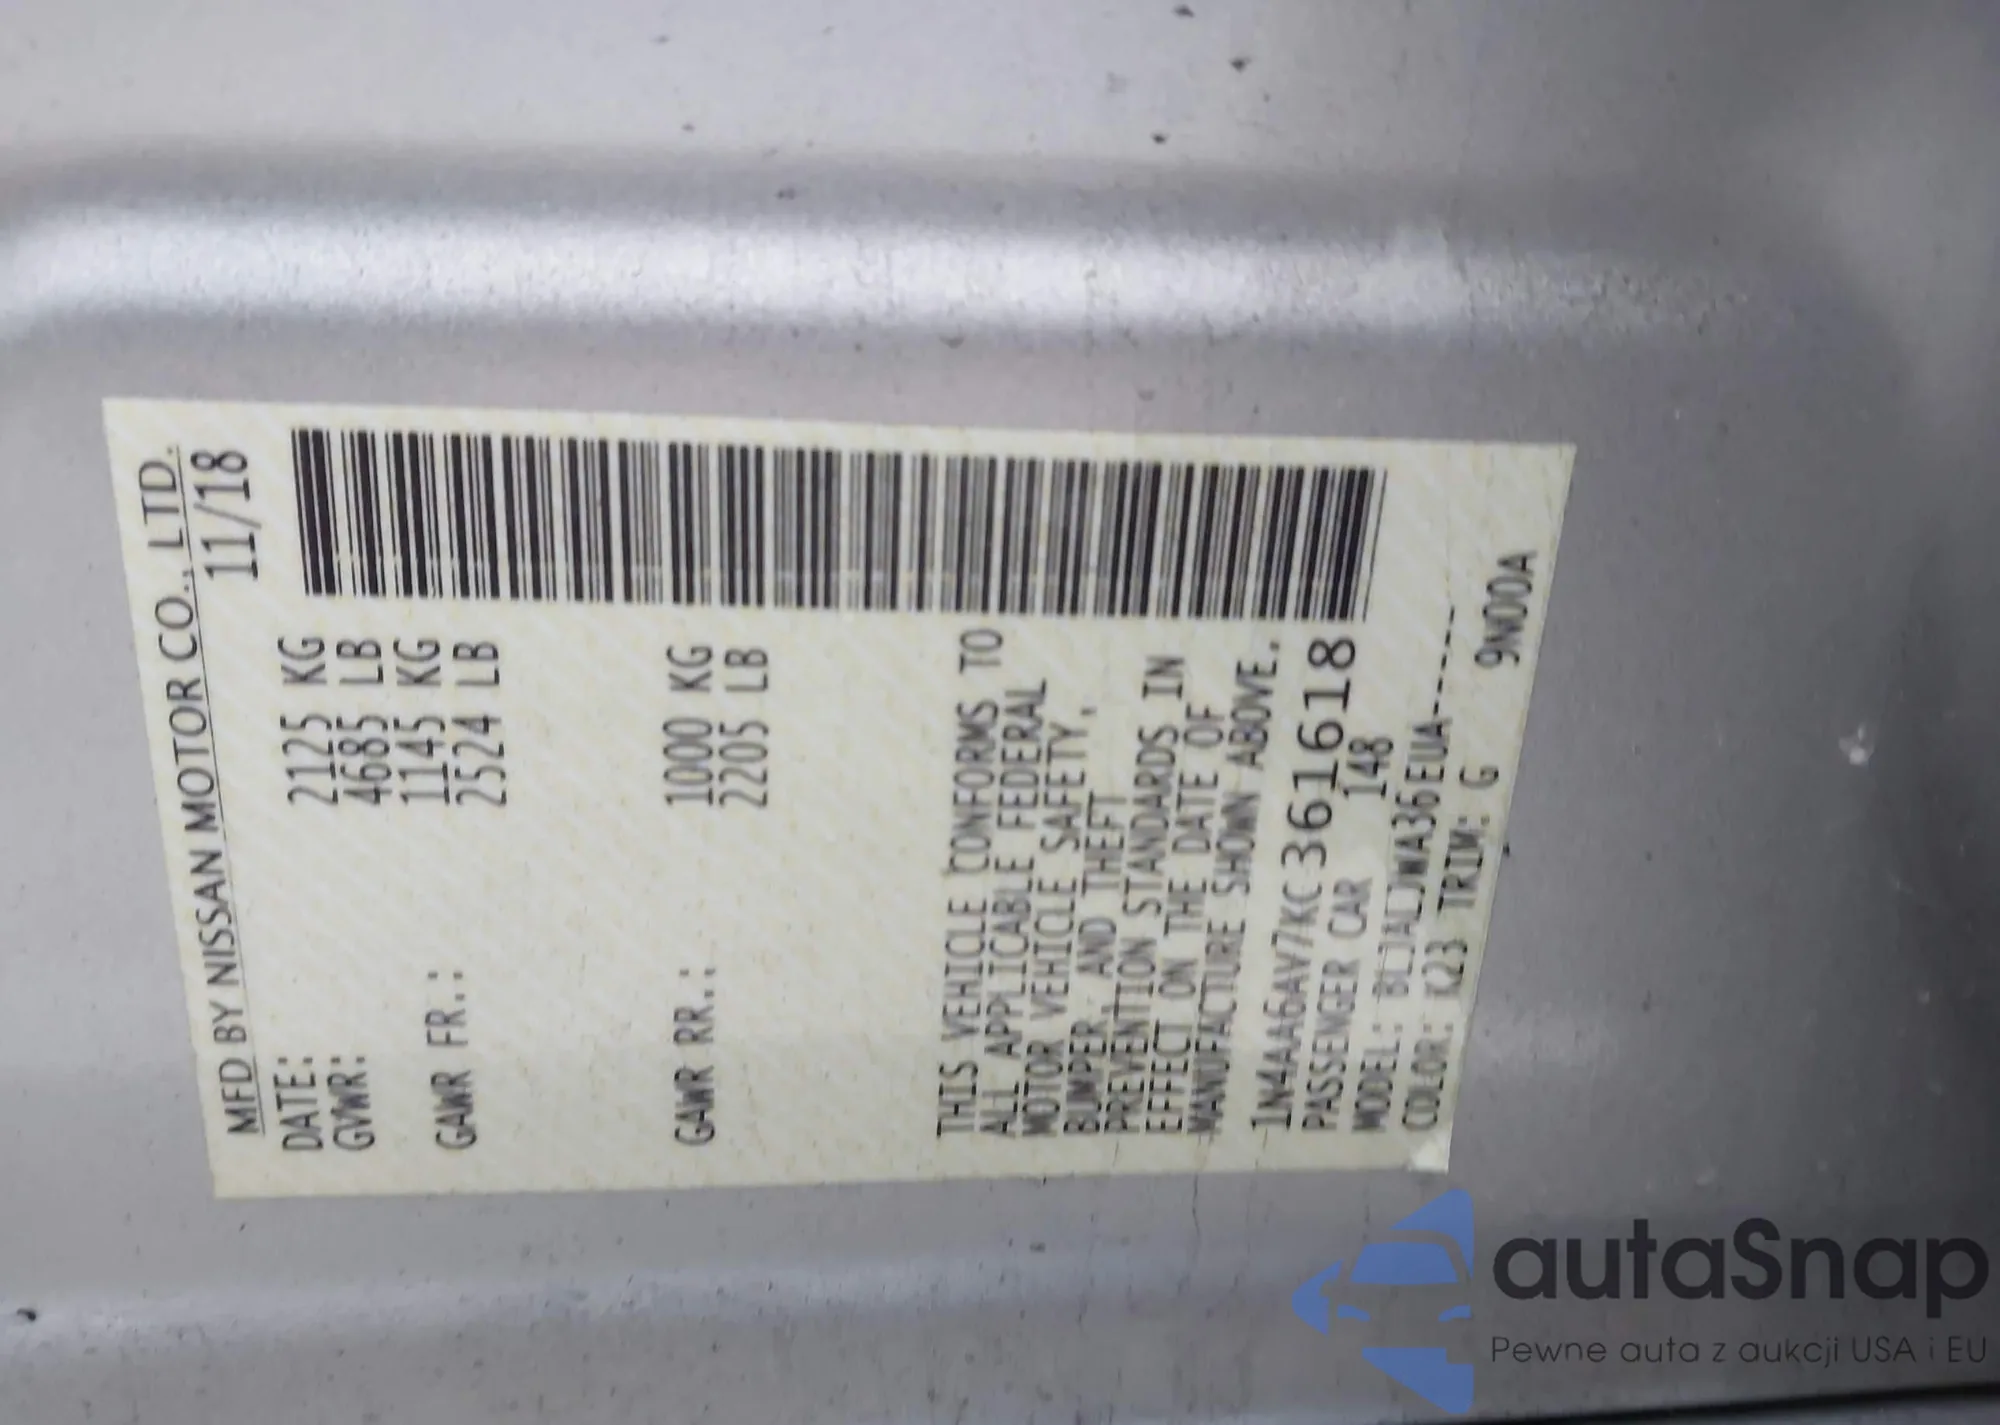 MFD BY NISSAN MOTOR CO., LTD.
DATE: 11/18
GVWR: 2125 KG
4685 LB
GAWR FR.: 1145 KG
2524 LB
GAWR RR.: 1000 KG
2205 LB
THIS VEHICLE CONFORMS TO
ALL APPLICABLE FEDERAL
MOTOR VEHICLE SAFETY,
BUMPER, AND THEFT
PREVENTION STANDARDS IN
EFFECT ON THE DATE OF
MANUFACTURE SHOWN ABOVE.
1N4AA6AV7KC361618
PASSENGER CAR 148
MODEL: BLJALJWA36EUA-----
COLOR: K23 TRIM: G 9N00A
autaSnap
Pewne auta z aukcji USA i EU